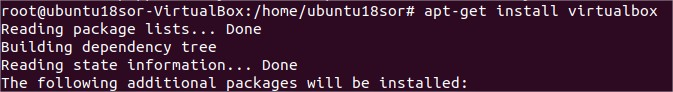 root@ubuntu18sor-VirtualBox:/home/ubuntu18sor# apt-get install virtualbox
Reading package lists... Done
Building dependency tree
Reading state information... Done
The following additional packages will be installed: